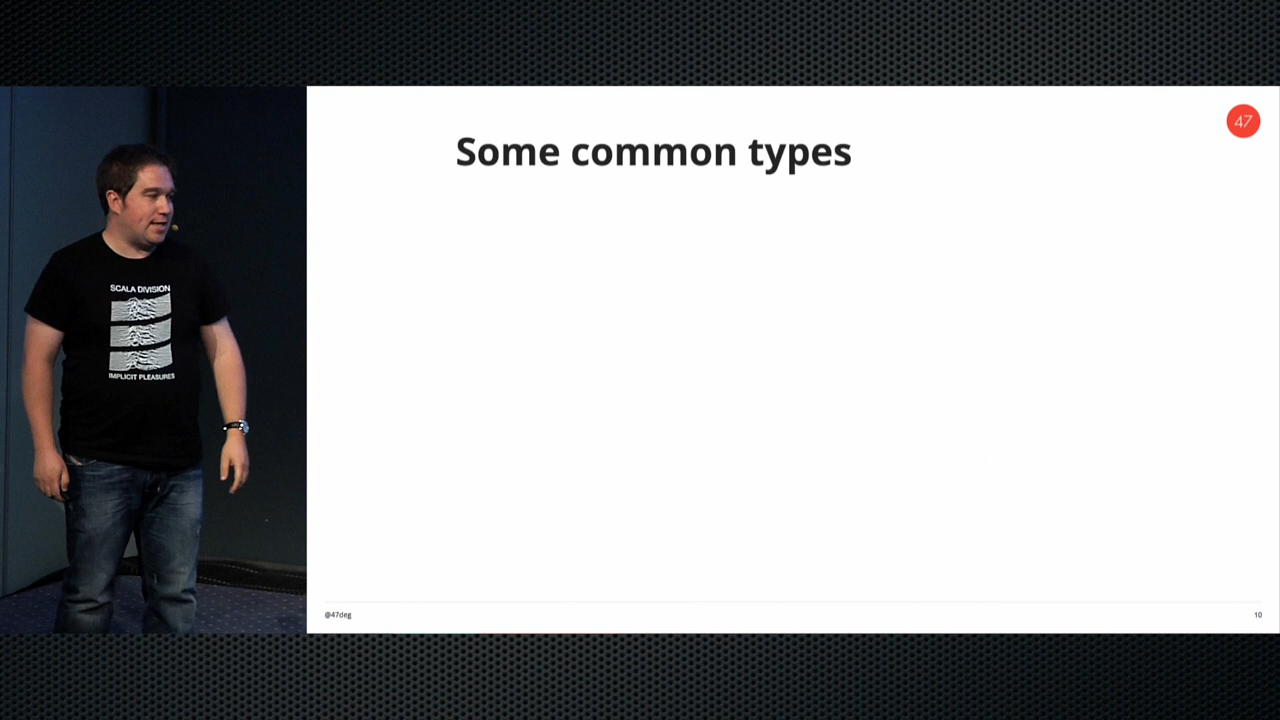 47
Some common types
SCALA DIVISION
IMPLICIT PLEASURES
@47deg
10